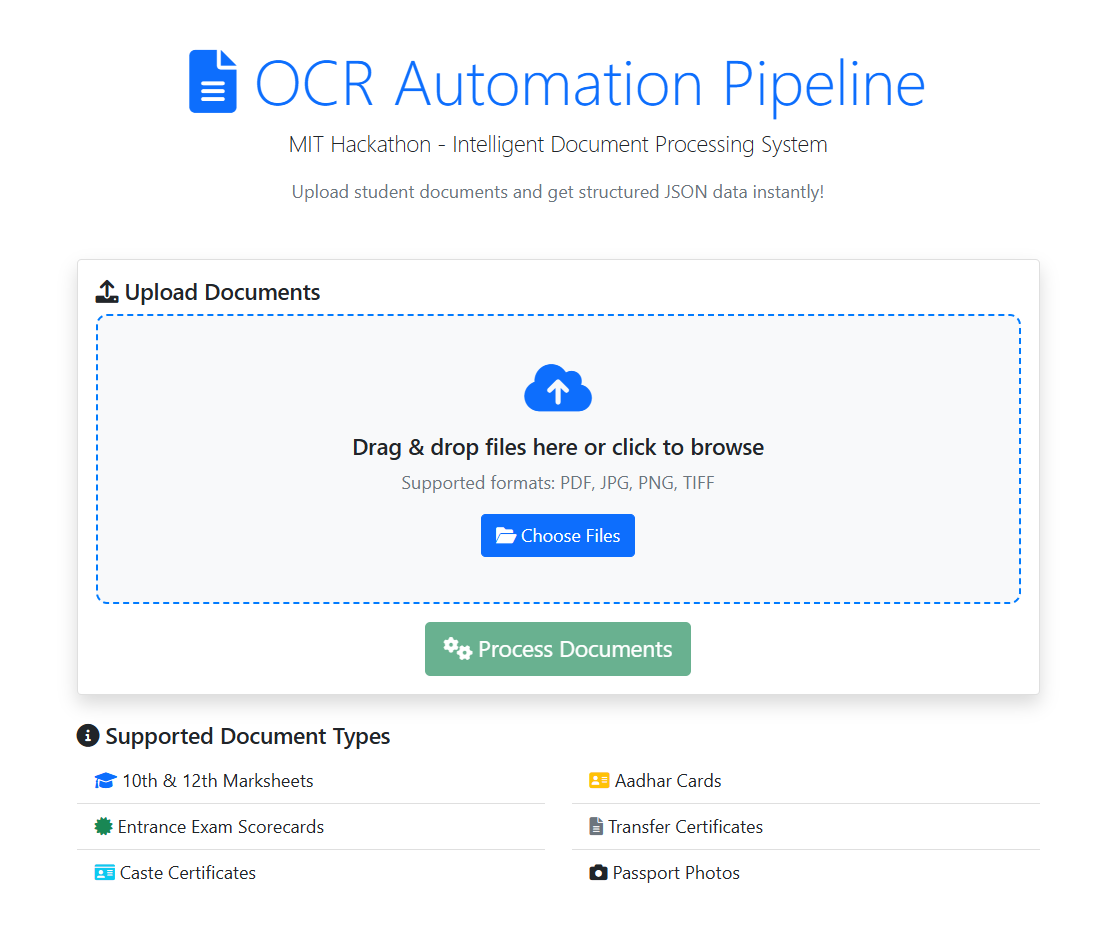 OCR Automation Pipeline
MIT Hackathon - Intelligent Document Processing System
Upload student documents and get structured JSON data instantly!
Upload Documents
Drag & drop files here or click to browse
Supported formats: PDF, JPG, PNG, TIFF
Choose Files
Process Documents
Supported Document Types
10th & 12th Marksheets
Entrance Exam Scorecards
Caste Certificates
Aadhar Cards
Transfer Certificates
Passport Photos